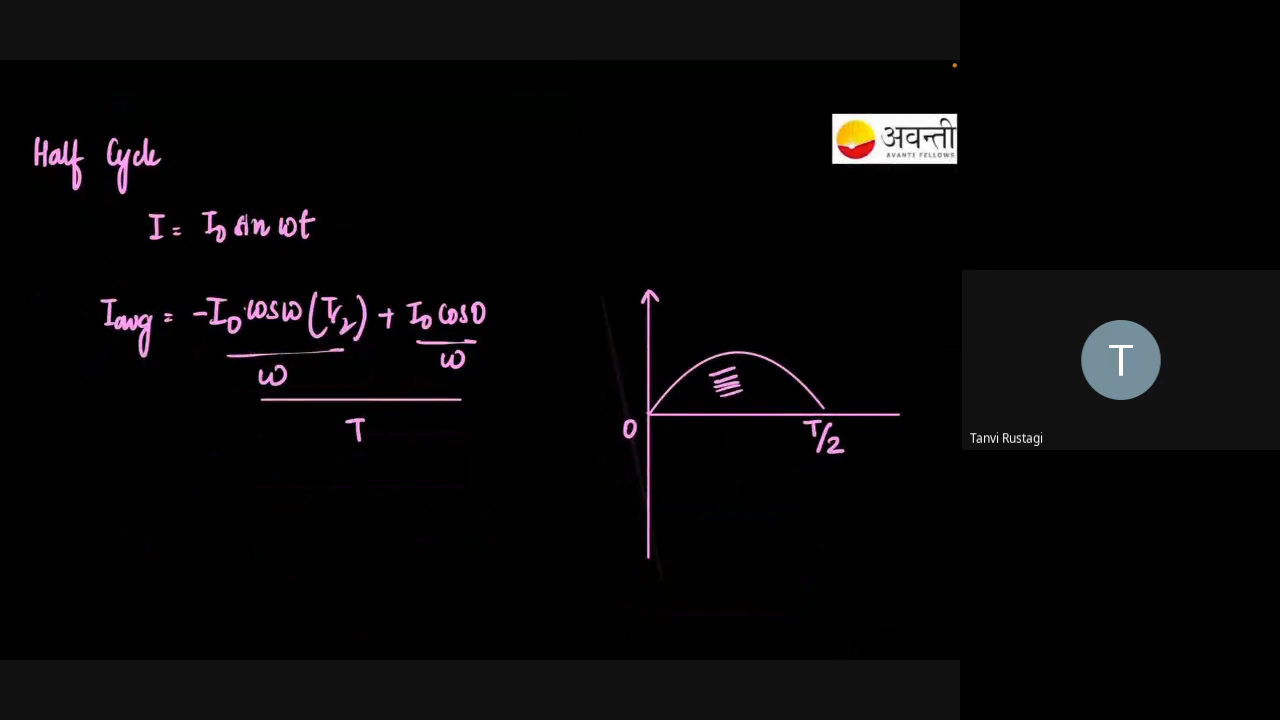 Half Cycle
I = I₀ sin ωt
Iavg = -I₀ cos ω (T/2) + I₀ cos 0
ω ω
T
0
T/2
अवन्ती
AVANTI FELLOWS
T
Tanvi Rustagi